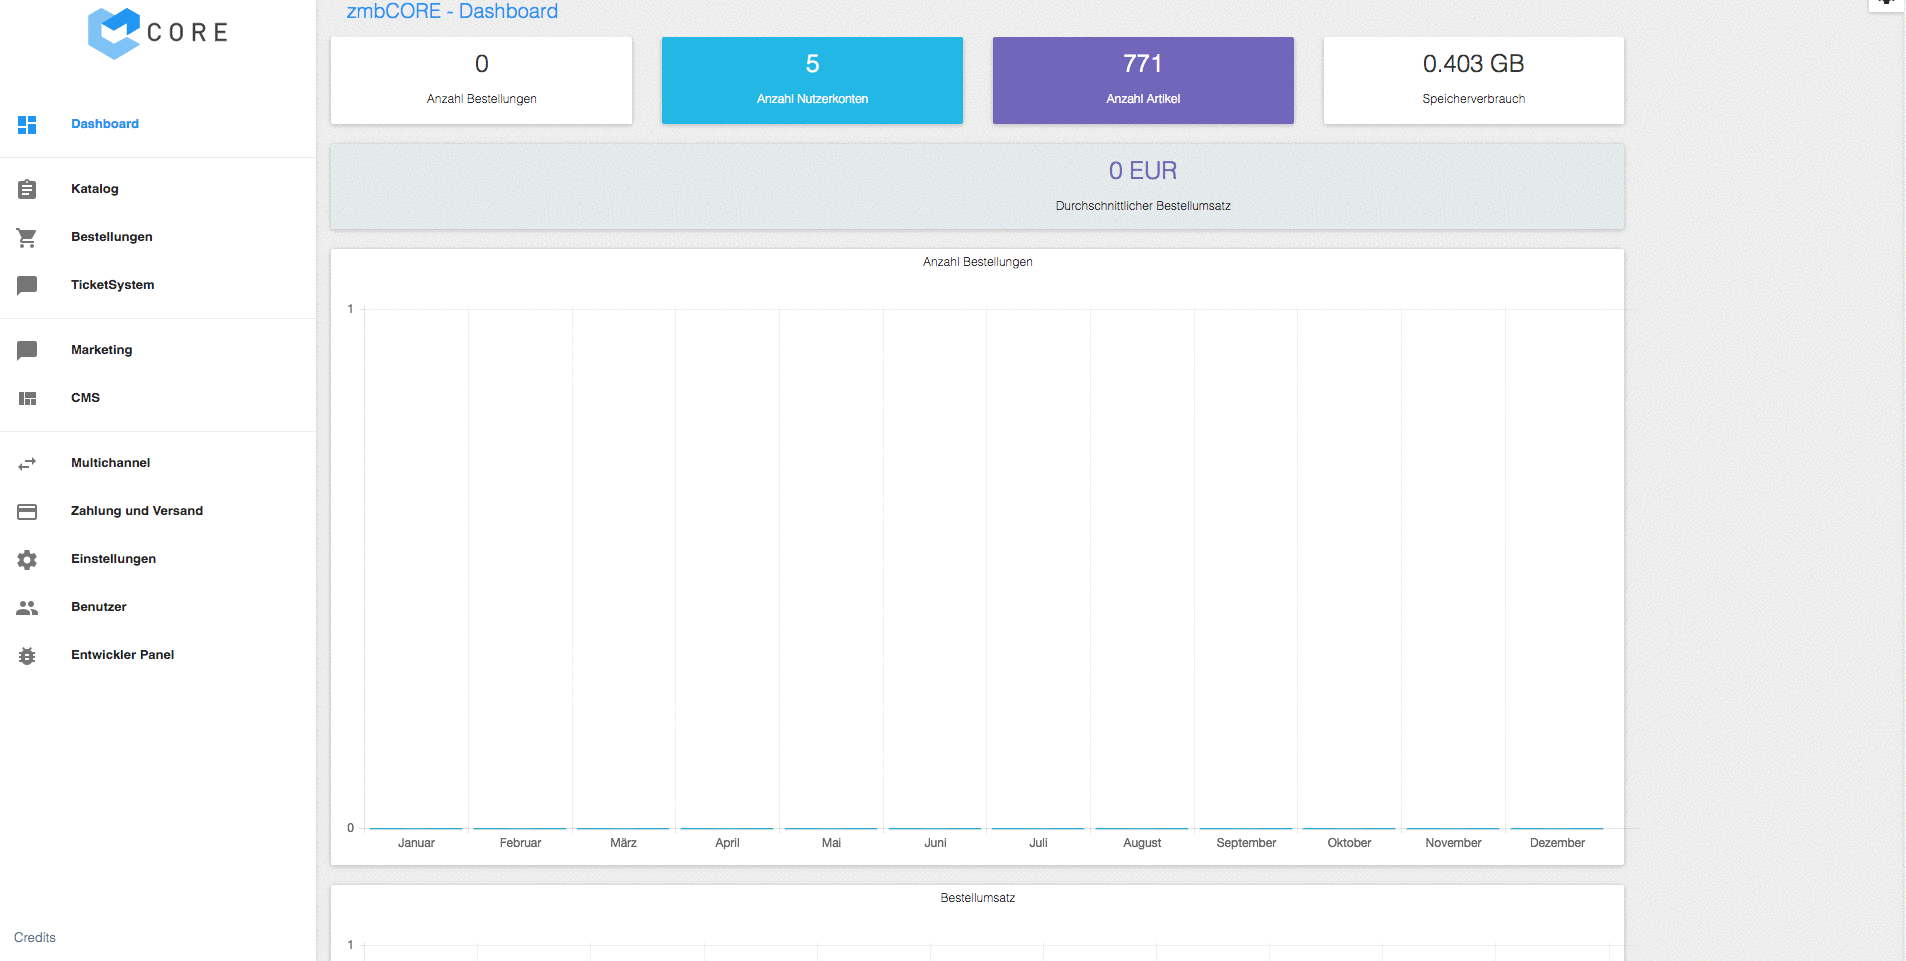 CORE
Dashboard
Katalog
Bestellungen
TicketSystem
Marketing
CMS
Multichannel
Zahlung und Versand
Einstellungen
Benutzer
Entwickler Panel
Credits
zmbCORE - Dashboard
0
Anzahl Bestellungen
5
Anzahl Nutzerkonten
771
Anzahl Artikel
0.403 GB
Speicherverbrauch
0 EUR
Durchschnittlicher Bestellumsatz
Anzahl Bestellungen
1
0
Januar Februar März April Mai Juni Juli August September Oktober November Dezember
Bestellumsatz
1